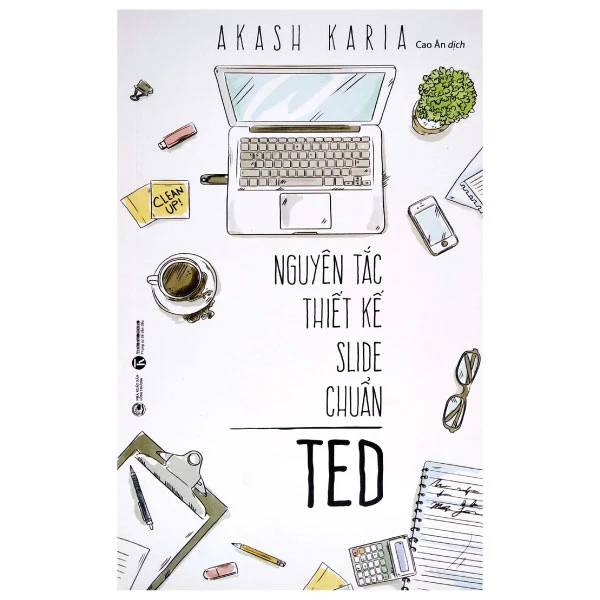 AKASH KARIA
Cao Ân dịch
CLEAN
UP!
NGUYÊN TẮC
THIẾT KẾ
SLIDE
CHUẨN
TED